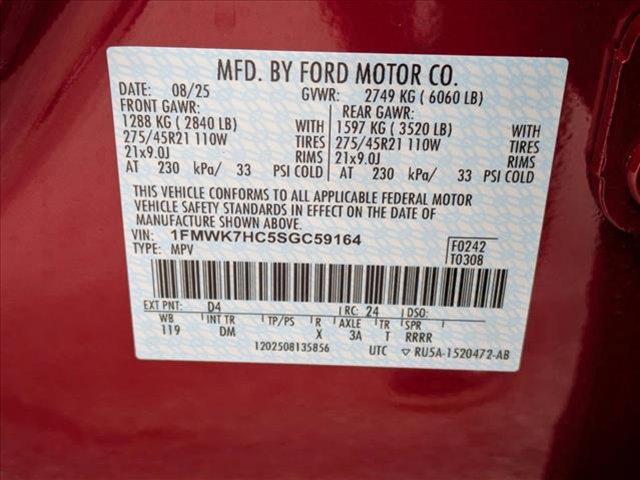 MFD. BY FORD MOTOR CO.
DATE: 08/25 GVWR: 2749 KG ( 6060 LB)
FRONT GAWR: REAR GAWR:
1288 KG ( 2840 LB) WITH 1597 KG ( 3520 LB) WITH
275/45R21 110W TIRES 275/45R21 110W TIRES
21x9.0J RIMS 21x9.0J RIMS
AT 230 kPa/ 33 PSI COLD AT 230 kPa/ 33 PSI COLD
THIS VEHICLE CONFORMS TO ALL APPLICABLE FEDERAL MOTOR
VEHICLE SAFETY STANDARDS IN EFFECT ON THE DATE OF
MANUFACTURE SHOWN ABOVE.
VIN: 1FMWK7HC5SGC59164 F0242
TYPE: MPV T0308
EXT PNT: D4 RC: 24 DSO:
WB INT TR TP/PS R AXLE TR SPR
119 DM X 3A T RRRR
1202508135856 UTC ▽ RU5A-1520472-AB